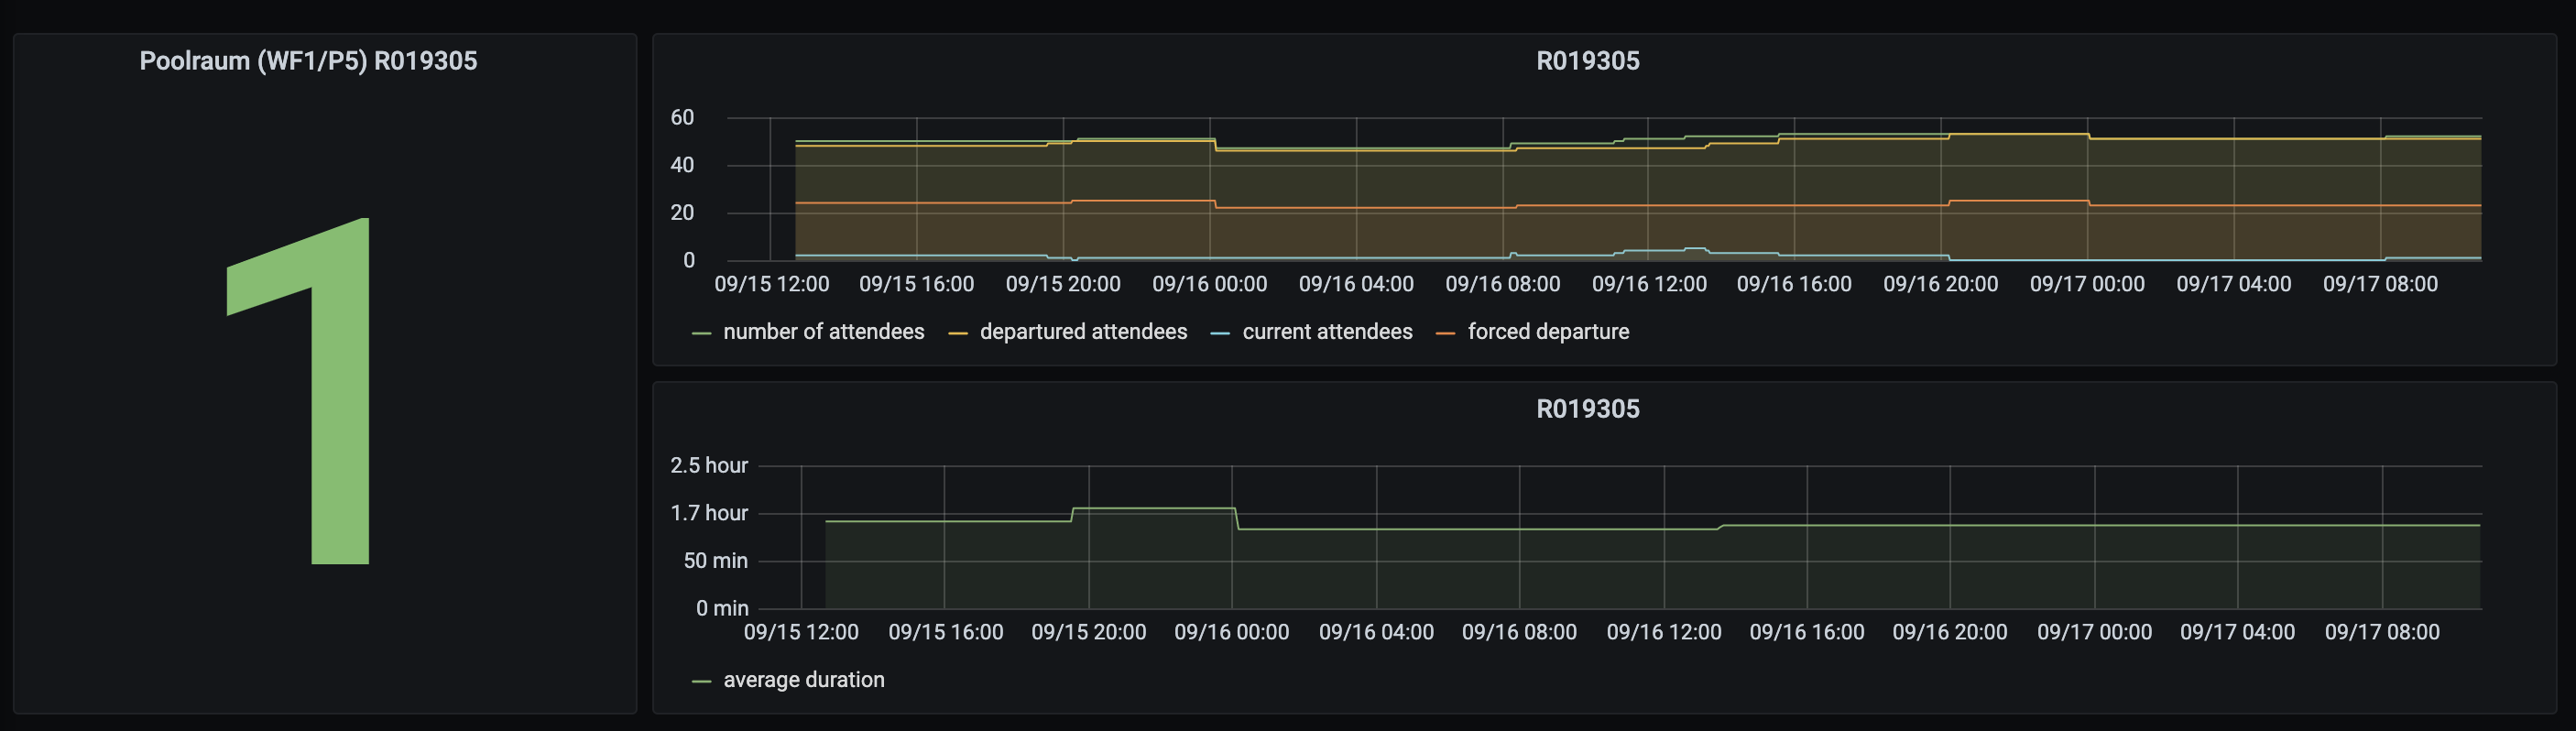 Poolraum (WF1/P5) R019305
1
R019305
60
40
20
0
09/15 12:00 09/15 16:00 09/15 20:00 09/16 00:00 09/16 04:00 09/16 08:00 09/16 12:00 09/16 16:00 09/16 20:00 09/17 00:00 09/17 04:00 09/17 08:00
number of attendees departured attendees current attendees forced departure
R019305
2.5 hour
1.7 hour
50 min
0 min
09/15 12:00 09/15 16:00 09/15 20:00 09/16 00:00 09/16 04:00 09/16 08:00 09/16 12:00 09/16 16:00 09/16 20:00 09/17 00:00 09/17 04:00 09/17 08:00
average duration